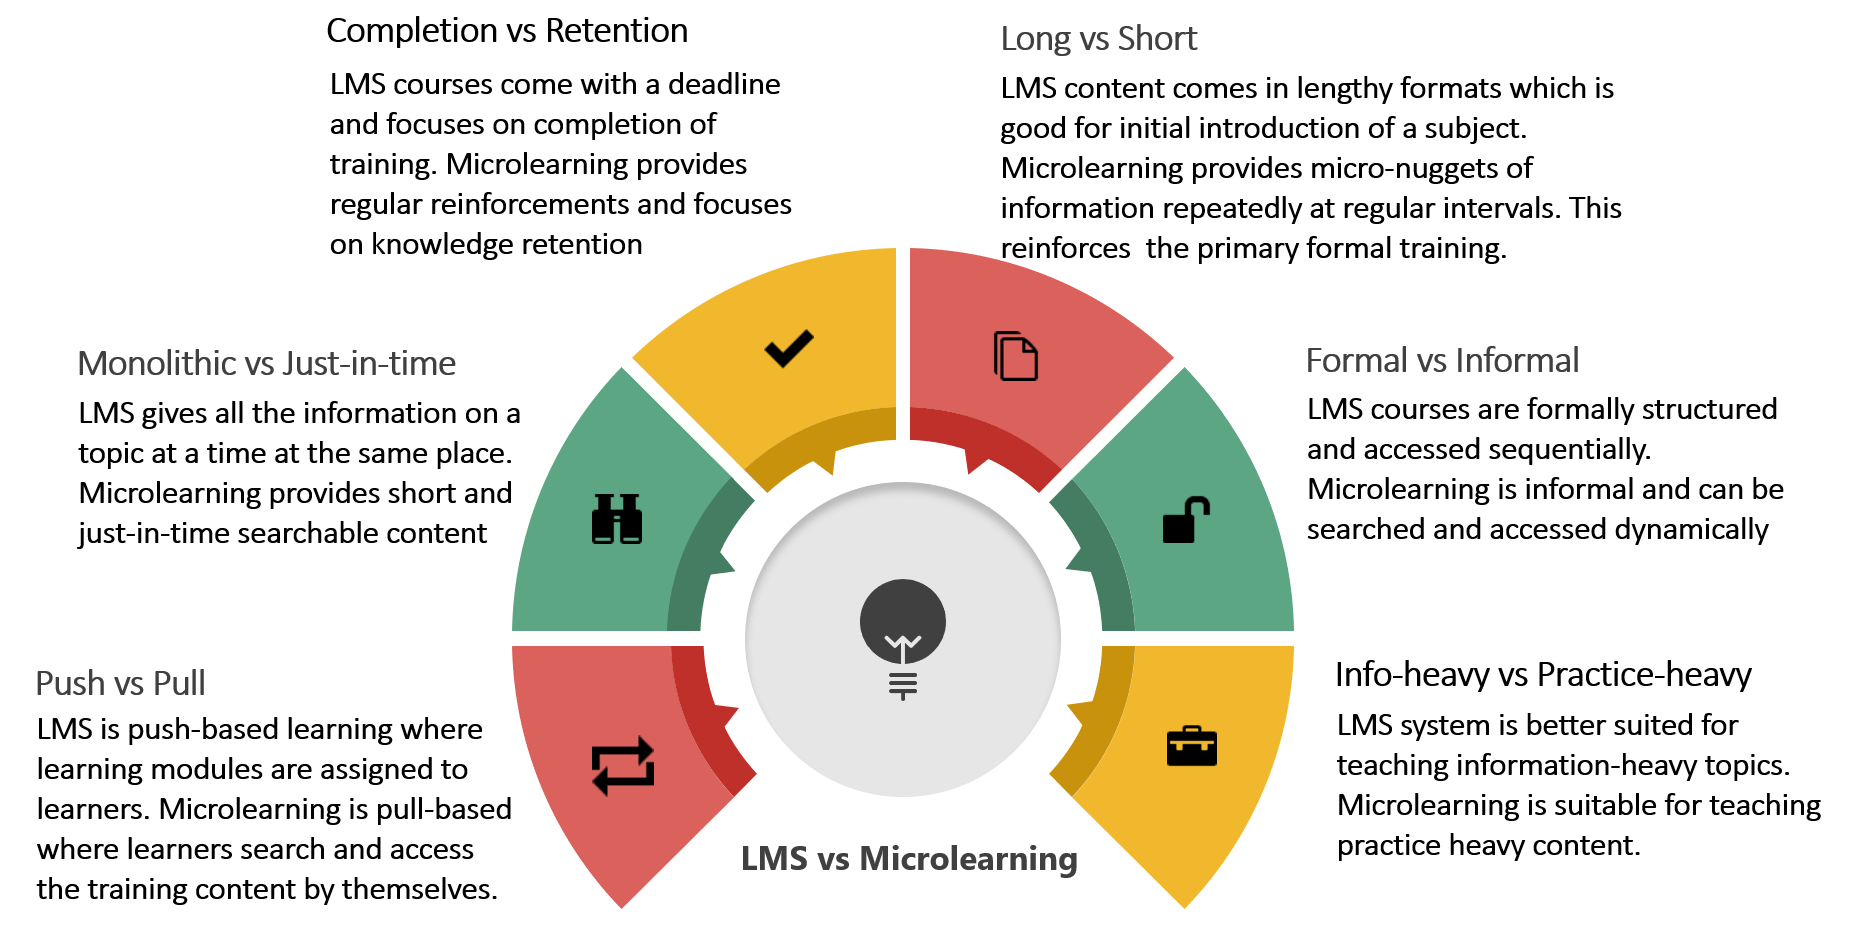 Completion vs Retention
LMS courses come with a deadline
and focuses on completion of
training. Microlearning provides
regular reinforcements and focuses
on knowledge retention
Long vs Short
LMS content comes in lengthy formats which is
good for initial introduction of a subject.
Microlearning provides micro-nuggets of
information repeatedly at regular intervals. This
reinforces  the primary formal training.
Monolithic vs Just-in-time
LMS gives all the information on a
topic at a time at the same place.
Microlearning provides short and
just-in-time searchable content
Formal vs Informal
LMS courses are formally structured
and accessed sequentially.
Microlearning is informal and can be
searched and accessed dynamically
Push vs Pull
LMS is push-based learning where
learning modules are assigned to
learners. Microlearning is pull-based
where learners search and access
the training content by themselves.
Info-heavy vs Practice-heavy
LMS system is better suited for
teaching information-heavy topics.
Microlearning is suitable for teaching
practice heavy content.
LMS vs Microlearning